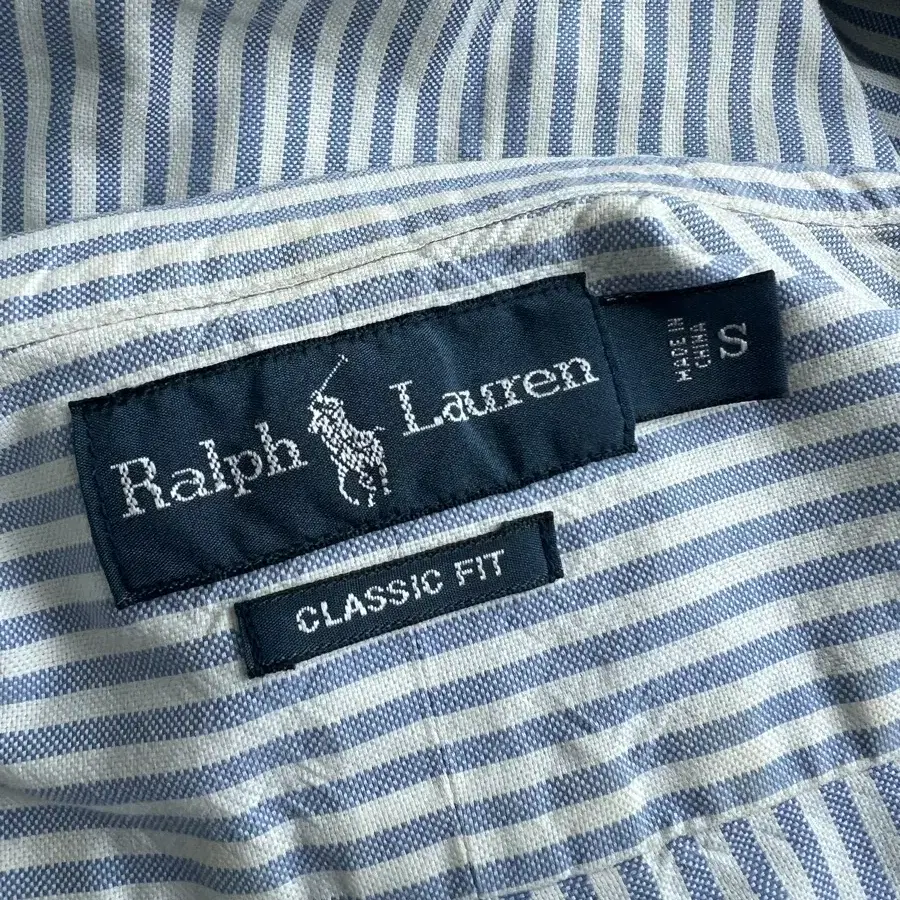 Ralph Lauren
MADE IN
CHINA
S
CLASSIC FIT